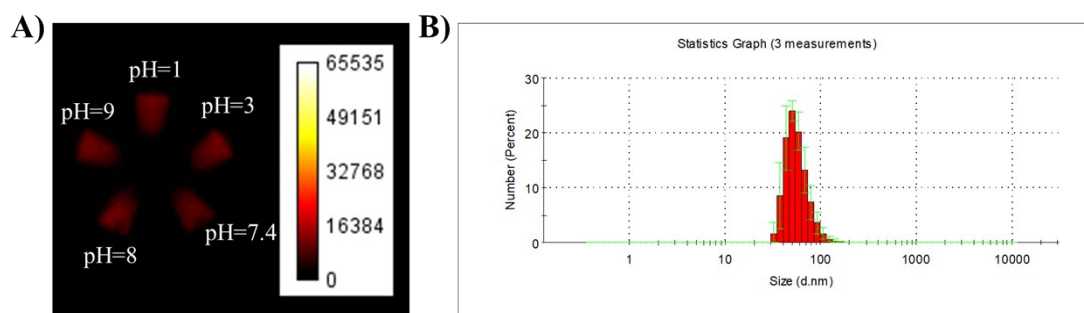 A)
pH=1
pH=9
pH=3
pH=8
pH=7.4
65535
49151
32768
16384
0
B)
Statistics Graph (3 measurements)
30
20
10
0
Number (Percent)
1 10 100 1000 10000
Size (d.nm)